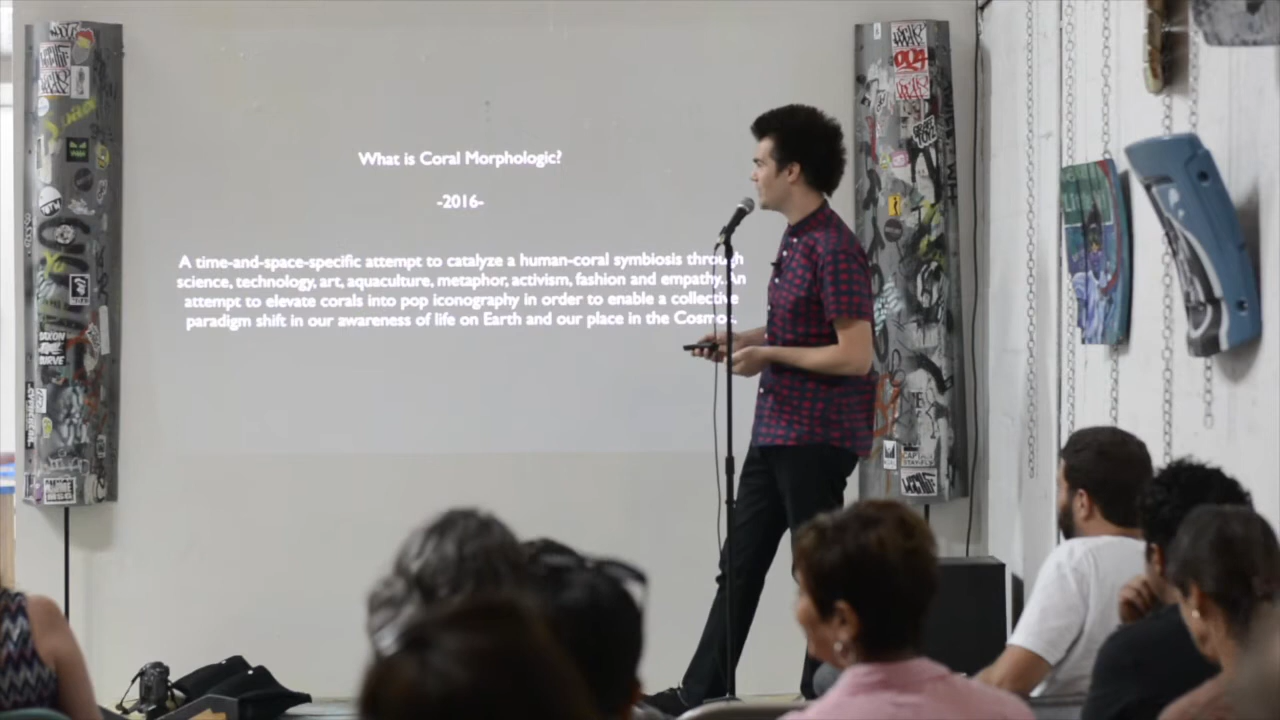 What is Coral Morphologic?
-2016-
A time-and-space-specific attempt to catalyze a human-coral symbiosis through
science, technology, art, aquaculture, metaphor, activism, fashion and empathy. An
attempt to elevate corals into pop iconography in order to enable a collective
paradigm shift in our awareness of life on Earth and our place in the Cosmos.